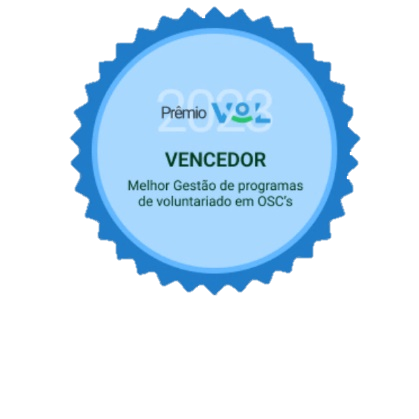 2023
Prêmio VOL
VENCEDOR
Melhor Gestão de programas
de voluntariado em OSC's